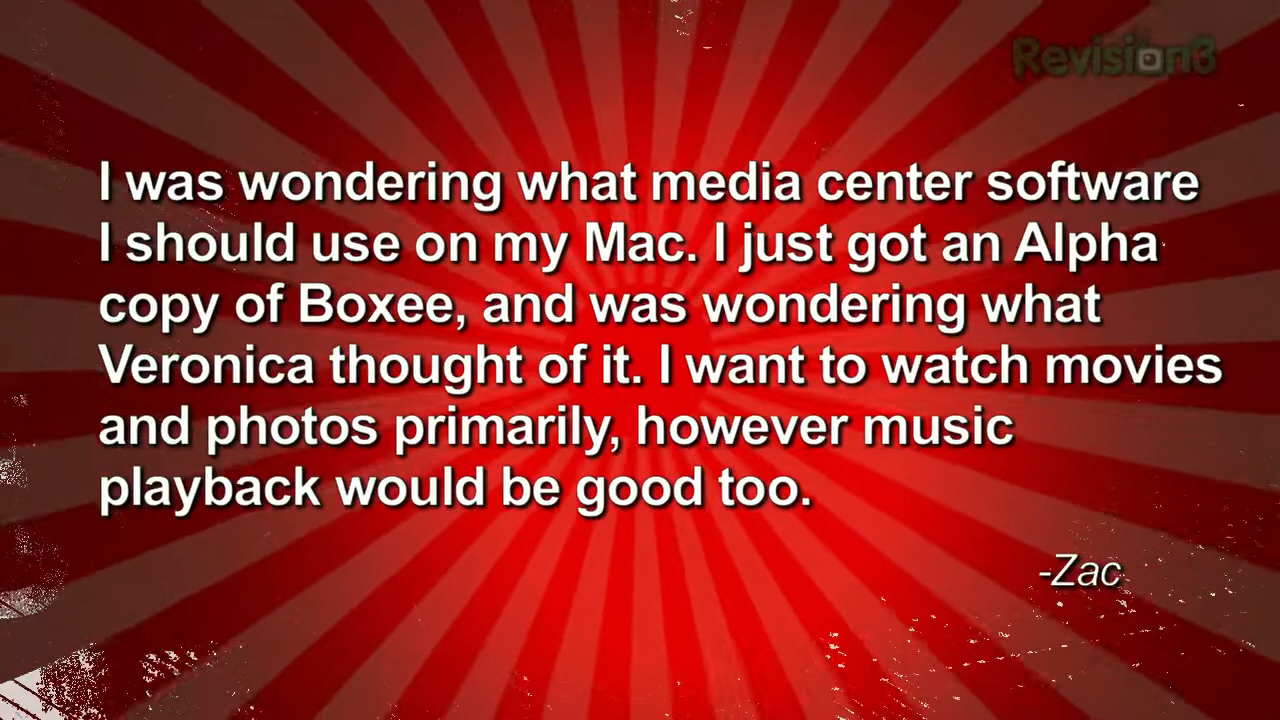 Revision3
I was wondering what media center software
I should use on my Mac. I just got an Alpha
copy of Boxee, and was wondering what
Veronica thought of it. I want to watch movies
and photos primarily, however music
playback would be good too.
-Zac